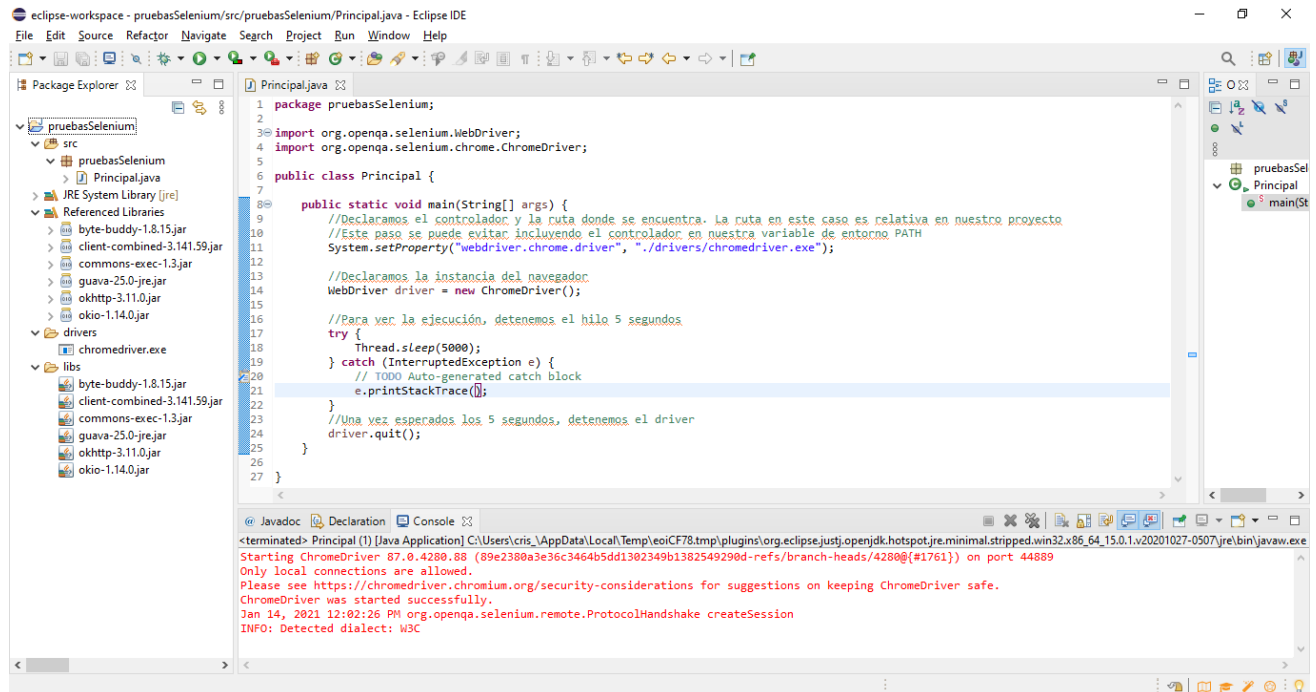 eclipse-workspace - pruebasSelenium/src/pruebasSelenium/Principal.java - Eclipse IDE
File Edit Source Refactor Navigate Search Project Run Window Help
Package Explorer
pruebasSelenium
src
pruebasSelenium
Principal.java
JRE System Library [jre]
Referenced Libraries
byte-buddy-1.8.15.jar
client-combined-3.141.59.jar
commons-exec-1.3.jar
guava-25.0-jre.jar
okhttp-3.11.0.jar
okio-1.14.0.jar
drivers
chromedriver.exe
libs
byte-buddy-1.8.15.jar
client-combined-3.141.59.jar
commons-exec-1.3.jar
guava-25.0-jre.jar
okhttp-3.11.0.jar
okio-1.14.0.jar
Principal.java
1 package pruebasSelenium;
2
3 import org.openqa.selenium.WebDriver;
4 import org.openqa.selenium.chrome.ChromeDriver;
5
6 public class Principal {
7
8 public static void main(String[] args) {
9 //Declaramos el controlador y la ruta donde se encuentra. La ruta en este caso es relativa en nuestro proyecto
10 //Este paso se puede evitar incluyendo el controlador en nuestra variable de entorno PATH
11 System.setProperty("webdriver.chrome.driver", "./drivers/chromedriver.exe");
12
13 //Declaramos la instancia del navegador
14 WebDriver driver = new ChromeDriver();
15
16 //Para ver la ejecución, detenemos el hilo 5 segundos
17 try {
18 Thread.sleep(5000);
19 } catch (InterruptedException e) {
20 // TODO Auto-generated catch block
21 e.printStackTrace();
22 }
23 //Una vez esperados los 5 segundos, detenemos el driver
24 driver.quit();
25 }
26
27 }
O
pruebasSel
Principal
main(St
Javadoc Declaration Console
<terminated> Principal (1) [Java Application] C:\Users\cris_\AppData\Local\Temp\eoiCF78.tmp\plugins\org.eclipse.justj.openjdk.hotspot.jre.minimal.stripped.win32.x86_64_15.0.1.v20201027-0507\jre\bin\javaw.exe
Starting ChromeDriver 87.0.4280.88 (89e2380a3e36c3464b5dd1302349b1382549290d-refs/branch-heads/4280@{#1761}) on port 44889
Only local connections are allowed.
Please see https://chromedriver.chromium.org/security-considerations for suggestions on keeping ChromeDriver safe.
ChromeDriver was started successfully.
Jan 14, 2021 12:02:26 PM org.openqa.selenium.remote.ProtocolHandshake createSession
INFO: Detected dialect: W3C